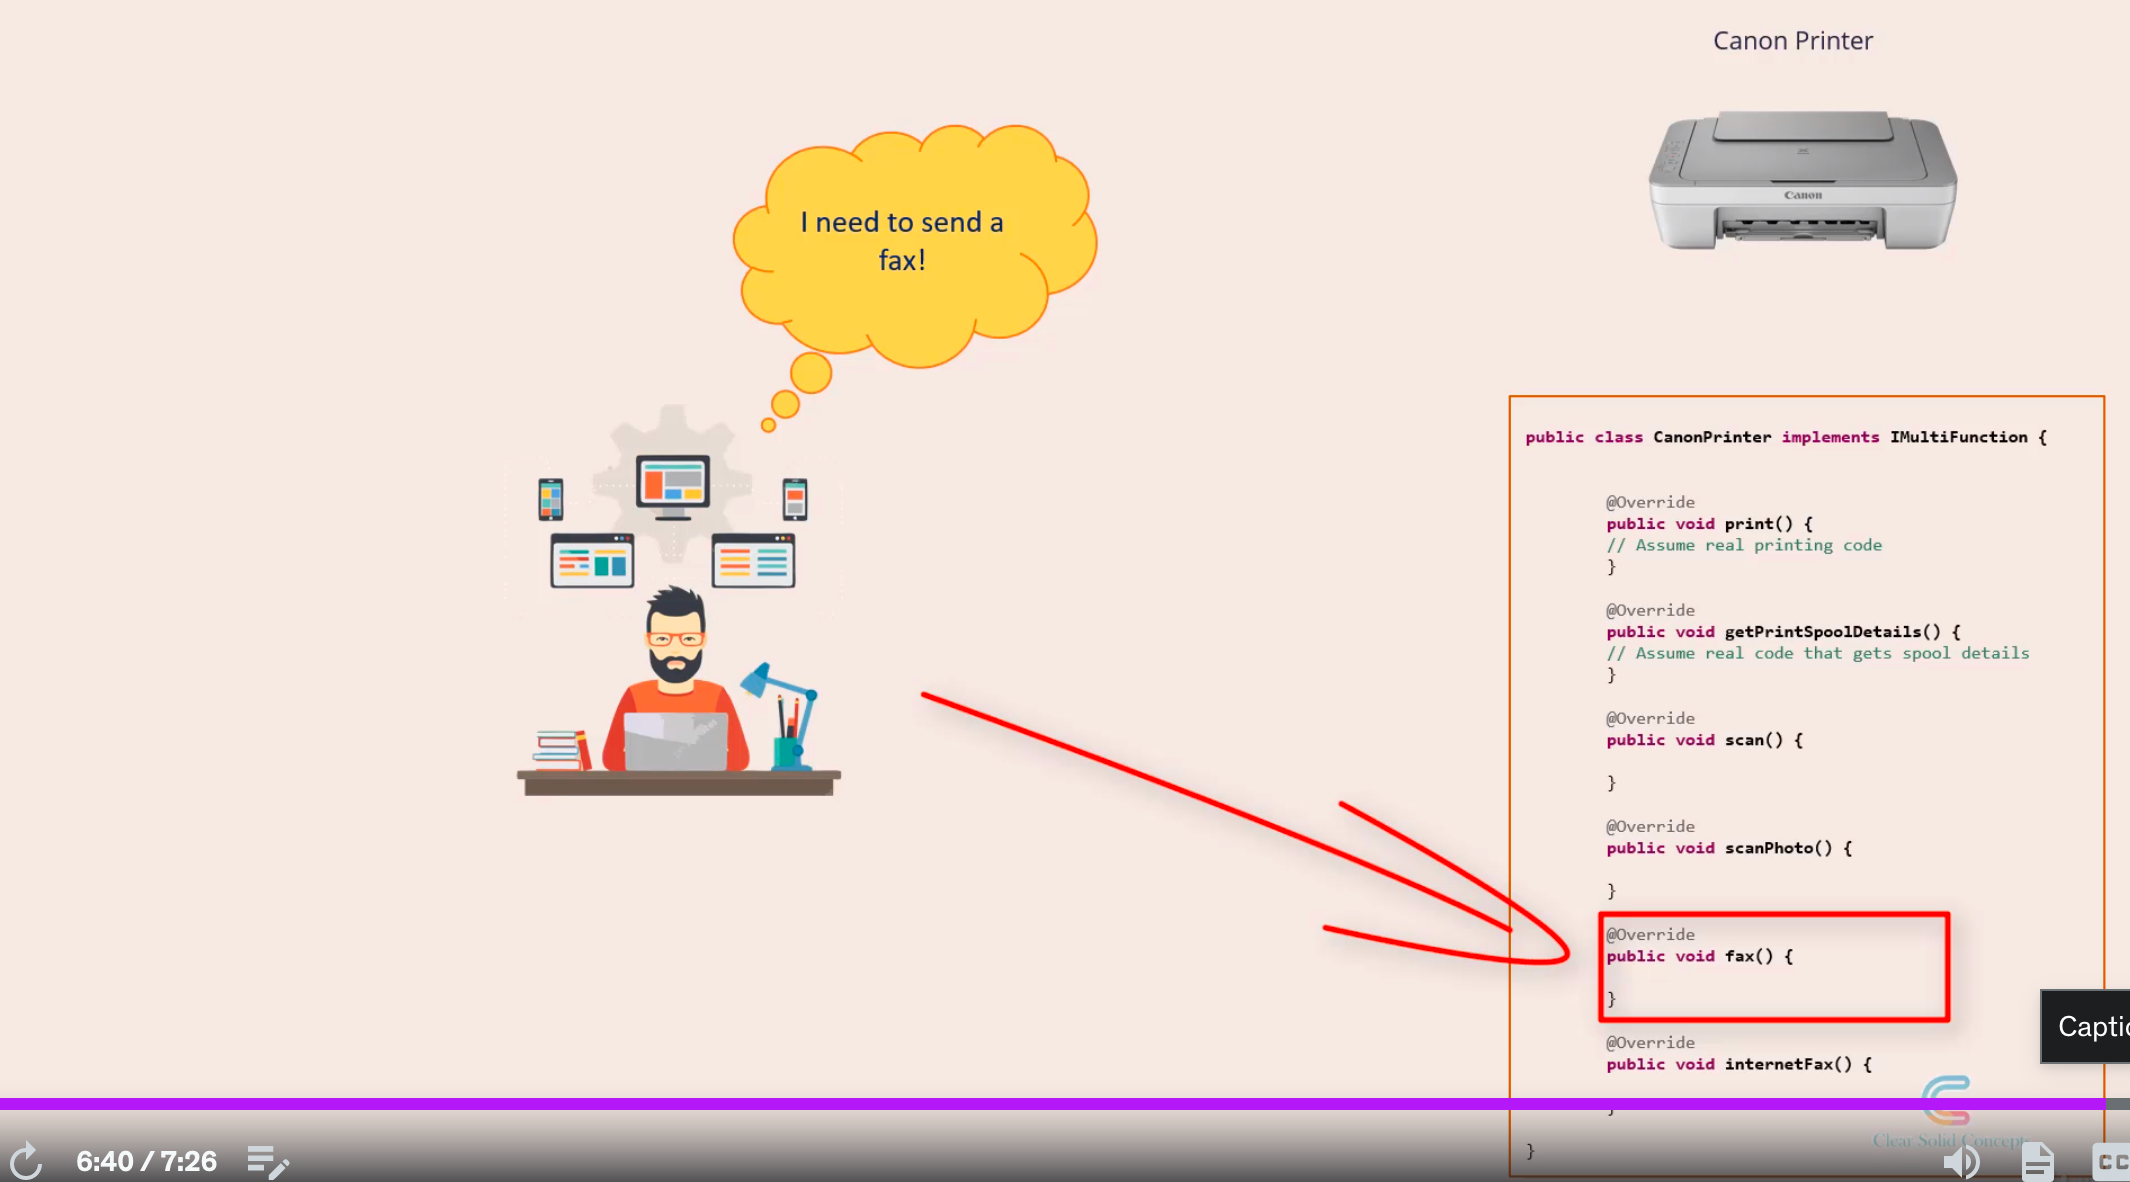 Canon Printer
Canon
I need to send a
fax!
public class CanonPrinter implements IMultiFunction {
@Override
public void print() {
// Assume real printing code
}
@Override
public void getPrintSpoolDetails() {
// Assume real code that gets spool details
}
@Override
public void scan() {
}
@Override
public void scanPhoto() {
}
@Override
public void fax() {
}
@Override
public void internetFax() {
}
}
Captio
Clear Solid Concept
6:40 / 7:26
CC